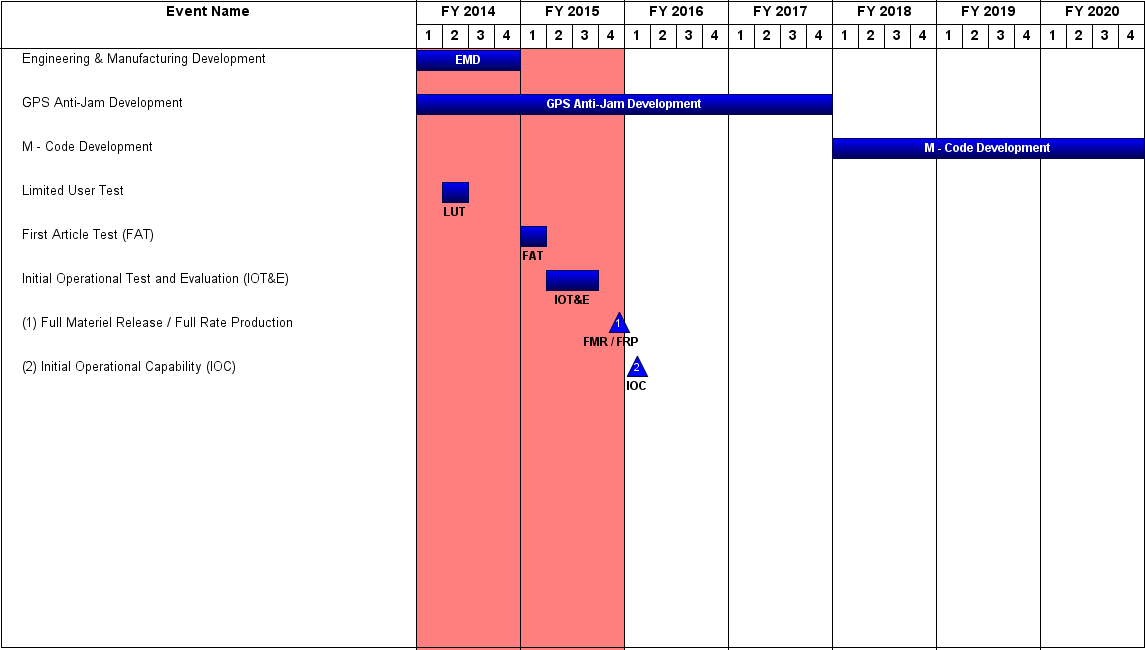 Event Name FY 2014 FY 2015 FY 2016 FY 2017 FY 2018 FY 2019 FY 2020
1 2 3 4 1 2 3 4 1 2 3 4 1 2 3 4 1 2 3 4 1 2 3 4 1 2 3 4
Engineering & Manufacturing Development EMD
GPS Anti-Jam Development GPS Anti-Jam Development
M - Code Development M - Code Development
Limited User Test
LUT
First Article Test (FAT)
FAT
Initial Operational Test and Evaluation (IOT&E)
IOT&E
(1) Full Materiel Release / Full Rate Production 1
FMR / FRP
(2) Initial Operational Capability (IOC) 2
IOC